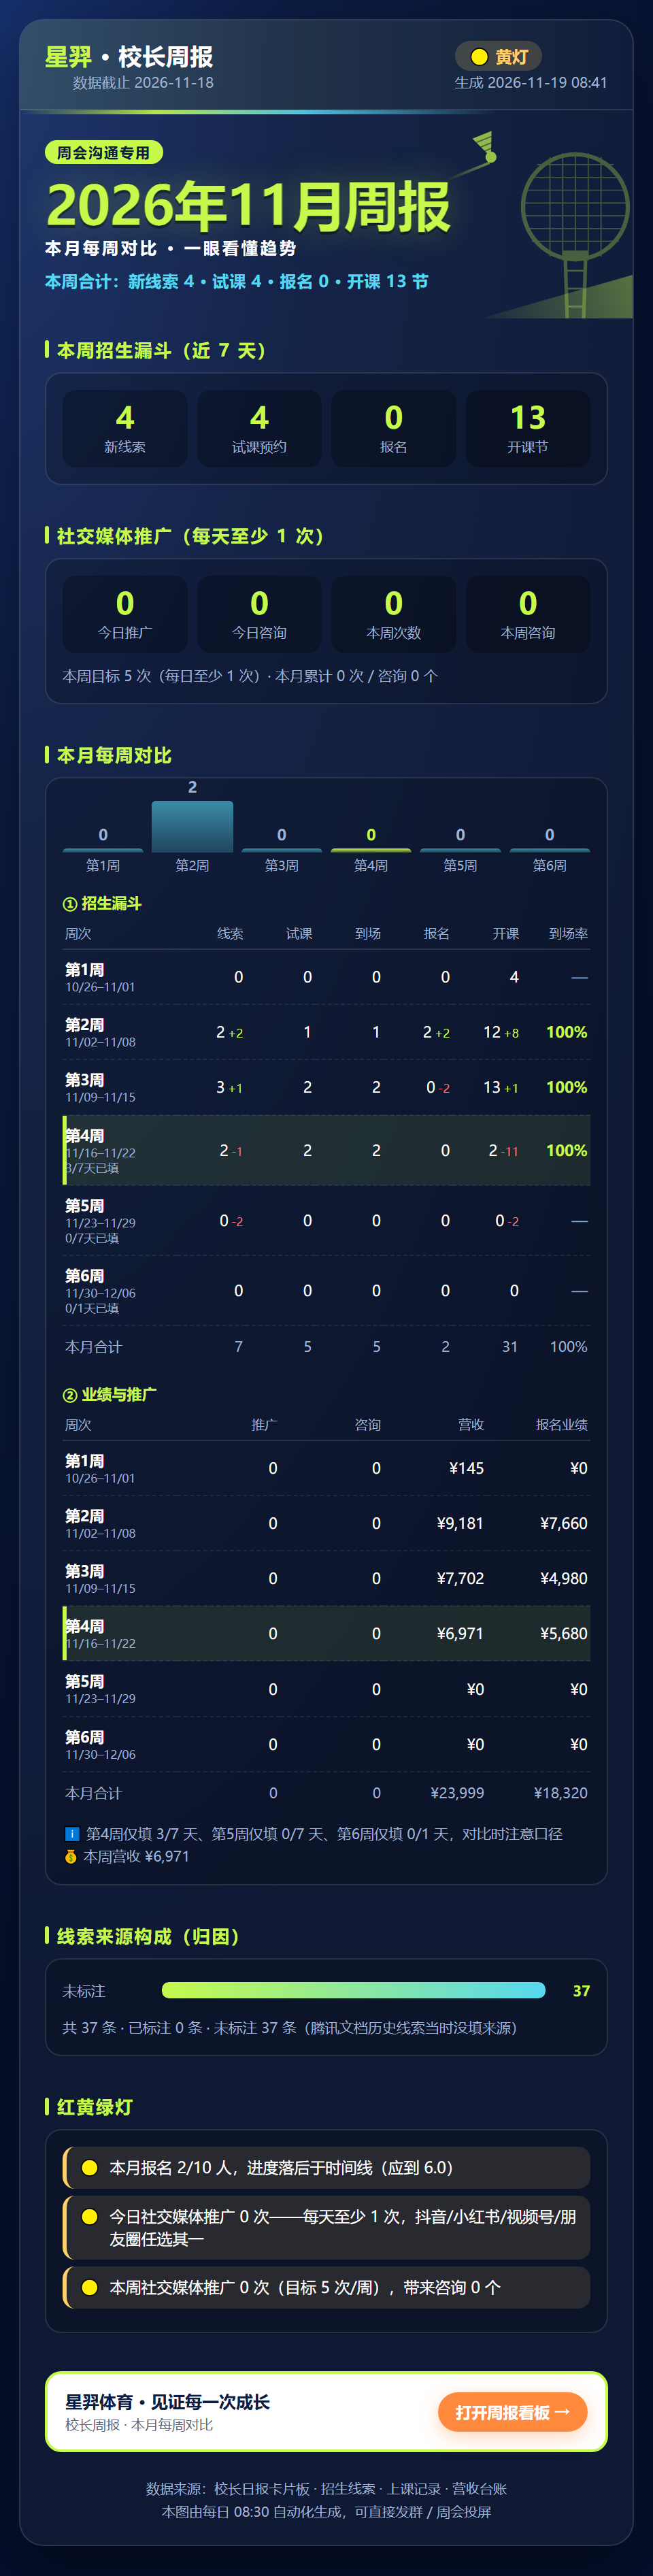 星羿 · 校长周报
黄灯
数据截止 2026-11-18
生成 2026-11-19 08:41
周会沟通专用
2026年11月周报
本月每周对比 · 一眼看懂趋势
本周合计：新线索 4 · 试课 4 · 报名 0 · 开课 13 节
本周招生漏斗（近 7 天）
4 4 0 13
新线索 试课预约 报名 开课节
社交媒体推广（每天至少 1 次）
0 0 0 0
今日推广 今日咨询 本周次数 本周咨询
本周目标 5 次（每日至少 1 次）· 本月累计 0 次 / 咨询 0 个
本月每周对比
0 2 0 0 0 0
第1周 第2周 第3周 第4周 第5周 第6周
① 招生漏斗
周次 线索 试课 到场 报名 开课 到场率
第1周
10/26–11/01
0 0 0 0 4 —
第2周
11/02–11/08
2 +2 1 1 2 +2 12 +8 100%
第3周
11/09–11/15
3 +1 2 2 0 -2 13 +1 100%
第4周
11/16–11/22
3/7天已填
2 -1 2 2 0 2 -11 100%
第5周
11/23–11/29
0/7天已填
0 -2 0 0 0 0 -2 —
第6周
11/30–12/06
0/1天已填
0 0 0 0 0 —
本月合计 7 5 5 2 31 100%
② 业绩与推广
周次 推广 咨询 营收 报名业绩
第1周
10/26–11/01
0 0 ¥145 ¥0
第2周
11/02–11/08
0 0 ¥9,181 ¥7,660
第3周
11/09–11/15
0 0 ¥7,702 ¥4,980
第4周
11/16–11/22
0 0 ¥6,971 ¥5,680
第5周
11/23–11/29
0 0 ¥0 ¥0
第6周
11/30–12/06
0 0 ¥0 ¥0
本月合计 0 0 ¥23,999 ¥18,320
ℹ️ 第4周仅填 3/7 天、第5周仅填 0/7 天、第6周仅填 0/1 天，对比时注意口径
💰 本周营收 ¥6,971
线索来源构成（归因）
未标注 37
共 37 条 · 已标注 0 条 · 未标注 37 条（腾讯文档历史线索当时没填来源）
红黄绿灯
本月报名 2/10 人，进度落后于时间线（应到 6.0）
今日社交媒体推广 0 次——每天至少 1 次，抖音/小红书/视频号/朋
友圈任选其一
本周社交媒体推广 0 次（目标 5 次/周），带来咨询 0 个
星羿体育 · 见证每一次成长
校长周报 · 本月每周对比
打开周报看板 →
数据来源：校长日报卡片板 · 招生线索 · 上课记录 · 营收台账
本图由每日 08:30 自动化生成，可直接发群 / 周会投屏